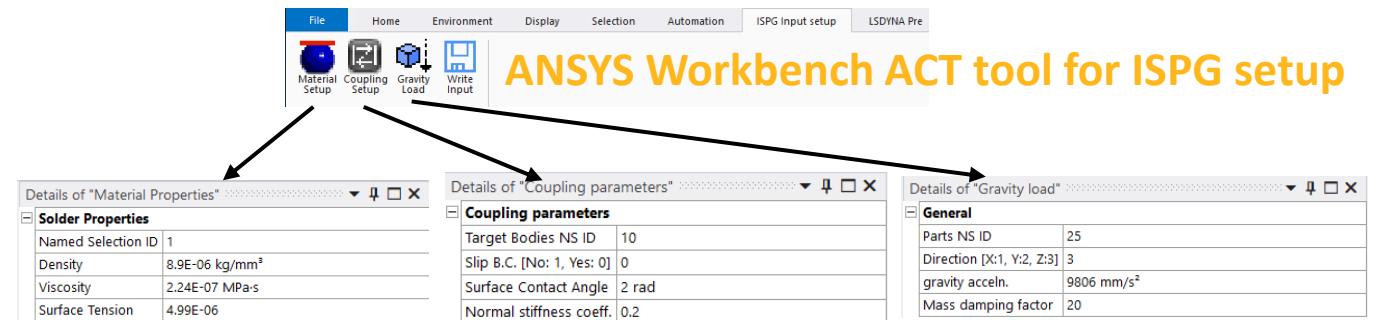 File Home Environment Display Selection Automation ISPG Input setup LSDYNA Pre
Material Setup
Coupling Setup
Gravity Load
Write Input
ANSYS Workbench ACT tool for ISPG setup
Details of "Material Properties"
Solder Properties
Named Selection ID 1
Density 8.9E-06 kg/mm³
Viscosity 2.24E-07 MPa·s
Surface Tension 4.99E-06
Details of "Coupling parameters"
Coupling parameters
Target Bodies NS ID 10
Slip B.C. [No: 1, Yes: 0] 0
Surface Contact Angle 2 rad
Normal stiffness coeff. 0.2
Details of "Gravity load"
General
Parts NS ID 25
Direction [X:1, Y:2, Z:3] 3
gravity acceln. 9806 mm/s²
Mass damping factor 20